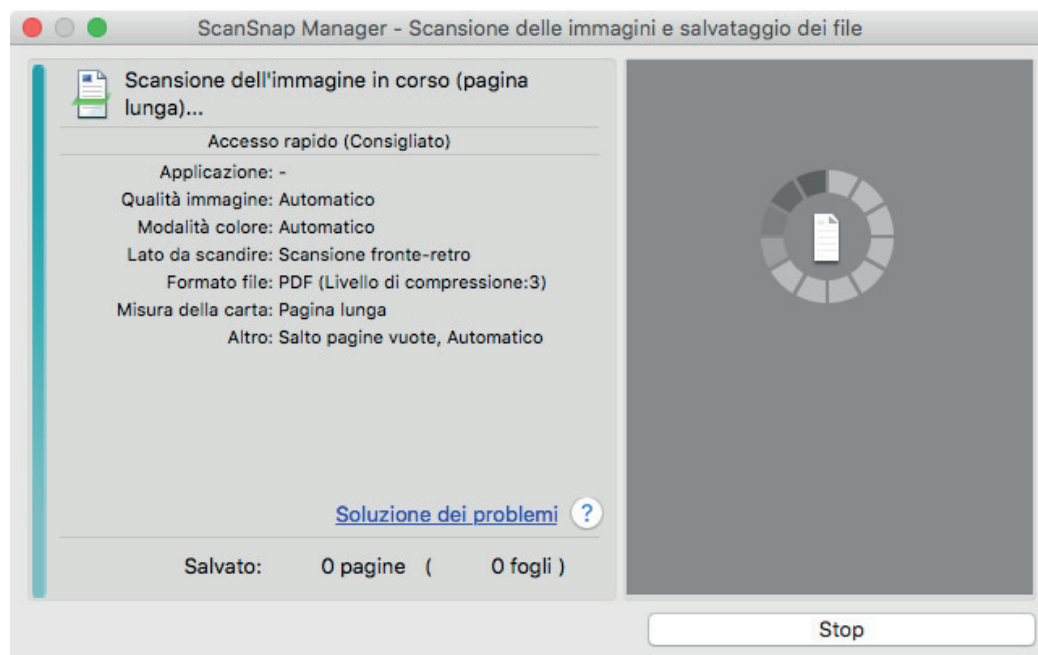 ScanSnap Manager - Scansione delle immagini e salvataggio dei file
Scansione dell'immagine in corso (pagina
lunga)...
Accesso rapido (Consigliato)
Applicazione: -
Qualità immagine: Automatico
Modalità colore: Automatico
Lato da scandire: Scansione fronte-retro
Formato file: PDF (Livello di compressione:3)
Misura della carta: Pagina lunga
Altro: Salto pagine vuote, Automatico
Soluzione dei problemi ?
Salvato: 0 pagine ( 0 fogli )
Stop